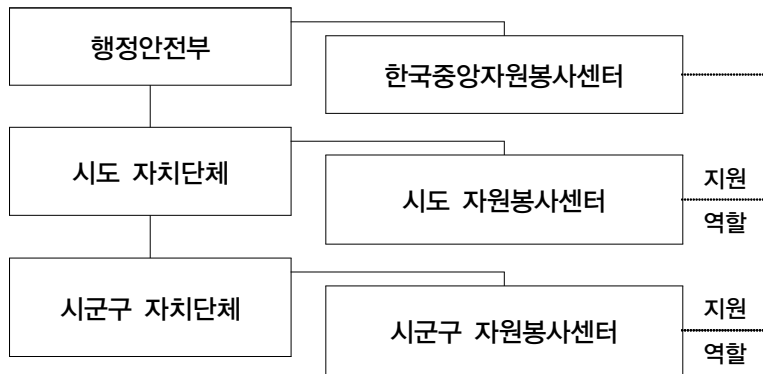 행정안전부
한국중앙자원봉사센터
시도 자치단체
시도 자원봉사센터
지원
역할
시군구 자치단체
시군구 자원봉사센터
지원
역할